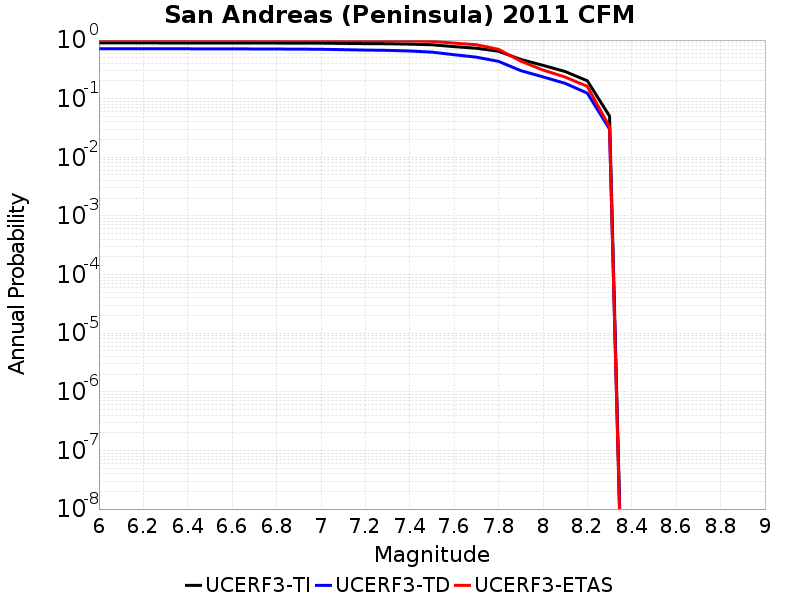 San Andreas (Peninsula) 2011 CFM
10^0
10^-1
10^-2
10^-3
10^-4
10^-5
10^-6
10^-7
10^-8
Annual Probability
6 6.2 6.4 6.6 6.8 7 7.2 7.4 7.6 7.8 8 8.2 8.4 8.6 8.8 9
Magnitude
UCERF3-TI UCERF3-TD UCERF3-ETAS